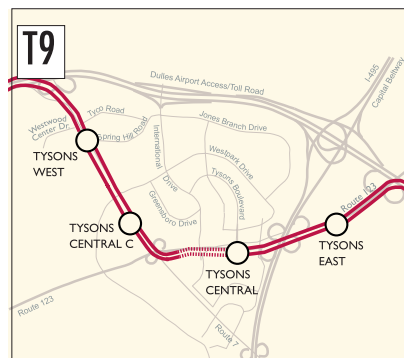 T9
Dulles Airport Access/Toll Road
I-495
Capital Beltway
Tyco Road
Westwood
Center Dr.
Spring Hill Road
Jones Branch Drive
International
Drive
Westpark Drive
Tysons Boulevard
Greensboro Drive
TYSONS
WEST
Route 123
TYSONS
CENTRAL C
TYSONS
EAST
TYSONS
CENTRAL
Route 123
Route 7